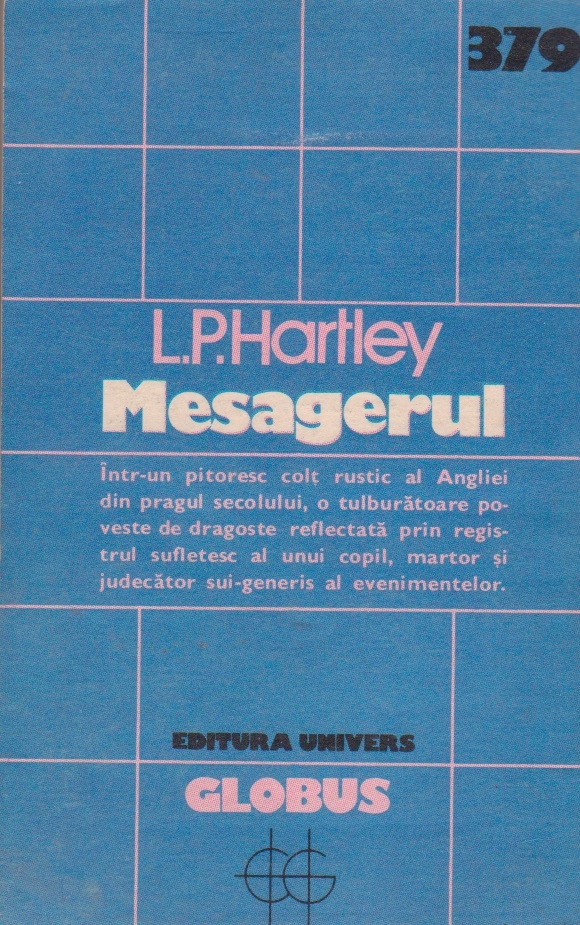 379
L.P.Hartley
Mesagerul
Într-un pitoresc colț rustic al Angliei
din pragul secolului, o tulburătoare po-
veste de dragoste reflectată prin regis-
trul sufletesc al unui copil, martor și
judecător sui-generis al evenimentelor.
EDITURA UNIVERS
GLOBUS